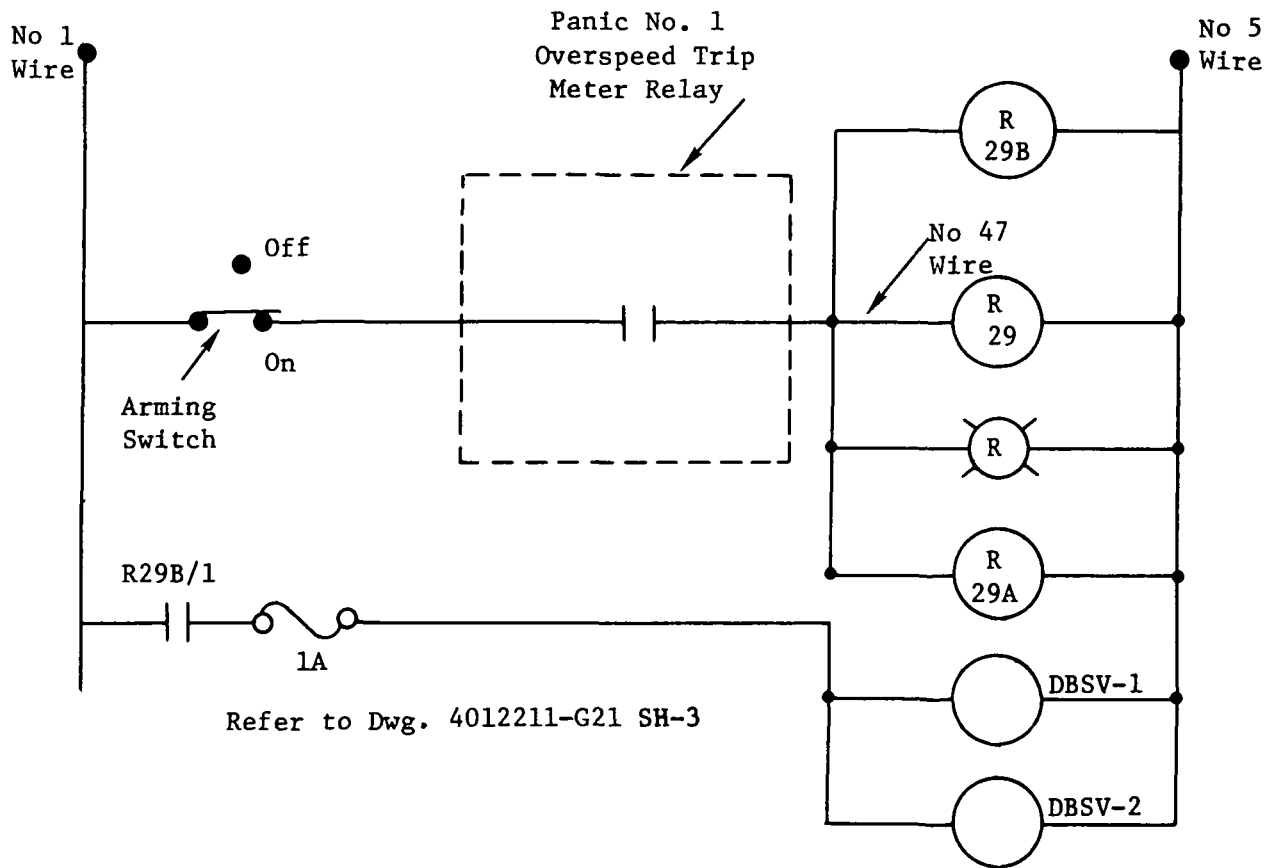 No 1
Wire
Panic No. 1
Overspeed Trip
Meter Relay
No 5
Wire
R
29B
Off
No 47
Wire
R
29
On
Arming
Switch
R
R29B/1
R
29A
1A
DBSV-1
Refer to Dwg. 4012211-G21 SH-3
DBSV-2